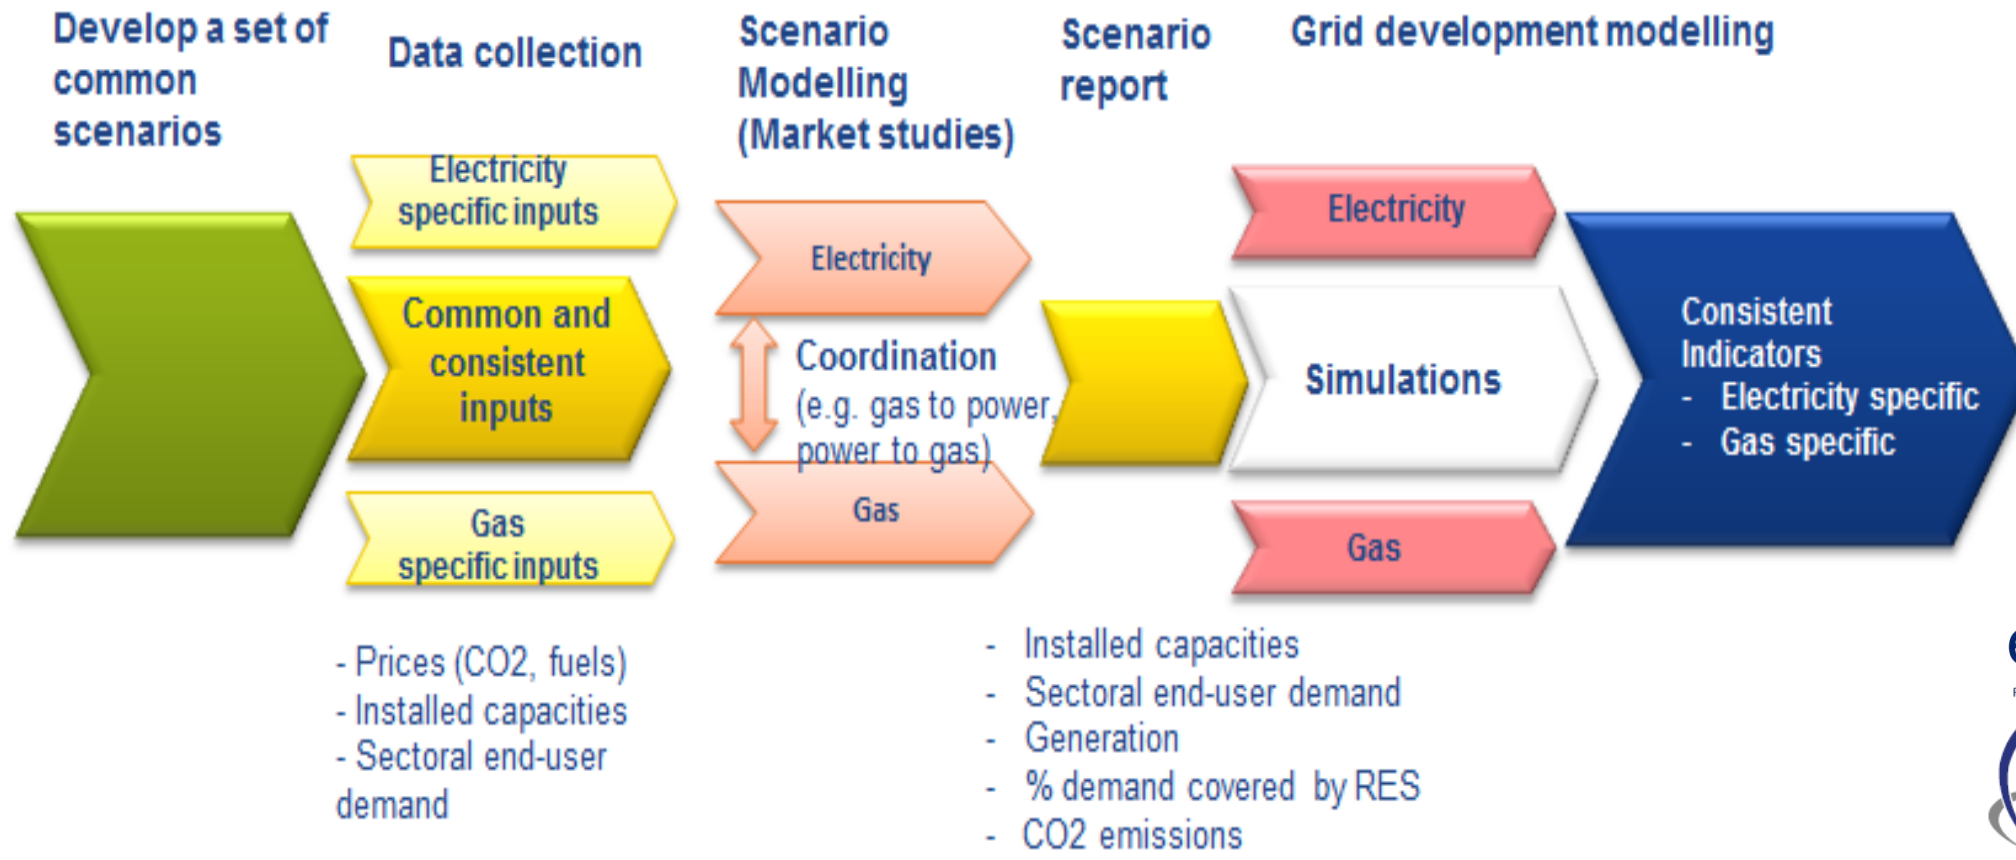 Develop a set of
common
scenarios
Data collection
Electricity
specific inputs
Common and
consistent
inputs
Gas
specific inputs
- Prices (CO2, fuels)
- Installed capacities
- Sectoral end-user
demand
Scenario
Modelling
(Market studies)
Electricity
Coordination
(e.g. gas to power,
power to gas)
Gas
Scenario
report
- Installed capacities
- Sectoral end-user demand
- Generation
- % demand covered by RES
- CO2 emissions
Grid development modelling
Electricity
Simulations
Gas
Consistent
Indicators
- Electricity specific
- Gas specific